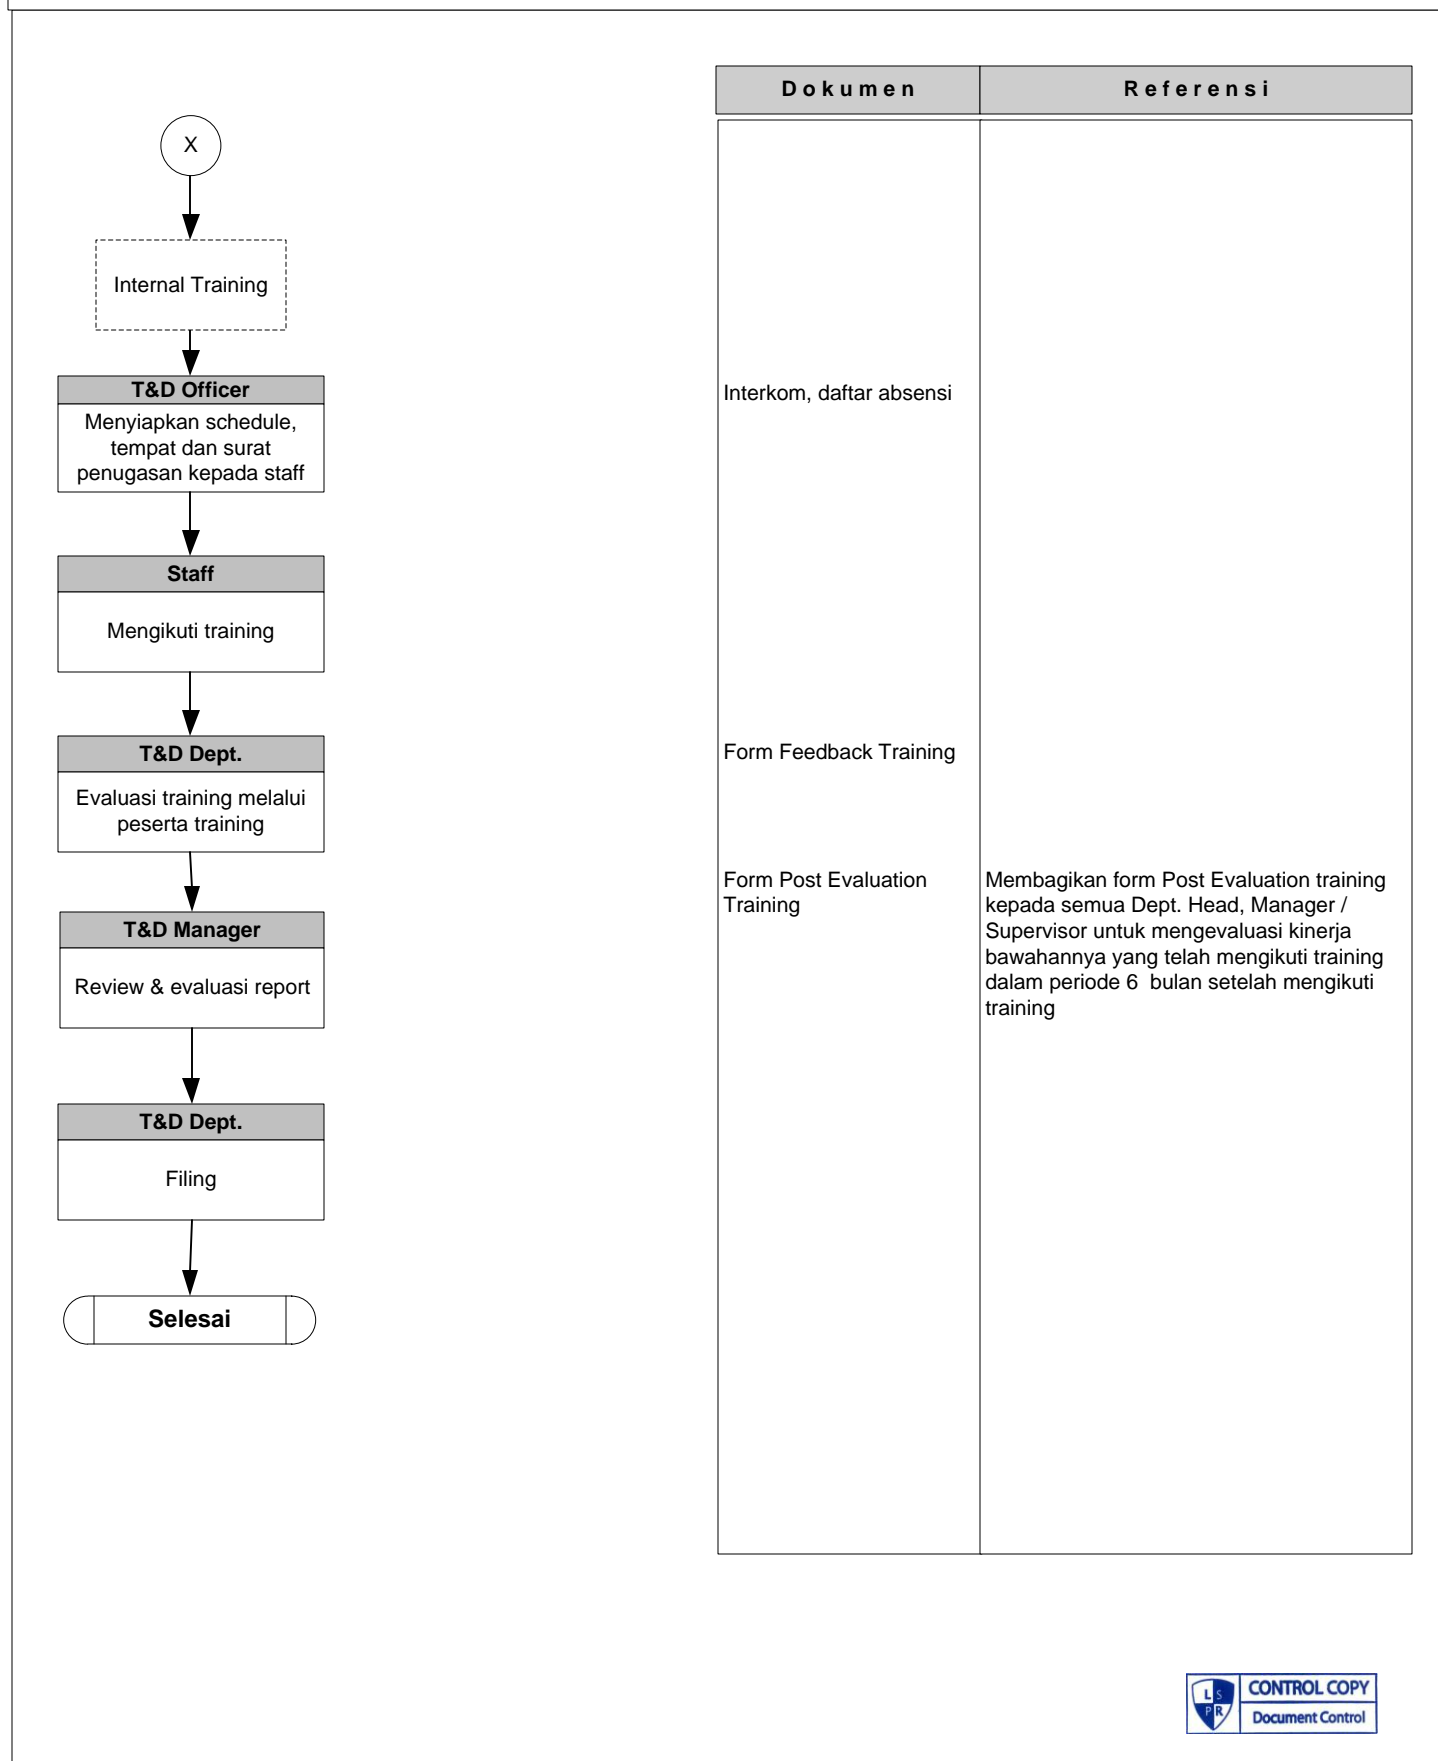 D o k u m e n
R e f e r e n s i
X
Internal Training
T&D Officer
Menyiapkan schedule,
tempat dan surat
penugasan kepada staff
Interkom, daftar absensi
Staff
Mengikuti training
T&D Dept.
Evaluasi training melalui
peserta training
Form Feedback Training
T&D Manager
Review & evaluasi report
Form Post Evaluation
Training
Membagikan form Post Evaluation training
kepada semua Dept. Head, Manager /
Supervisor untuk mengevaluasi kinerja
bawahannya yang telah mengikuti training
dalam periode 6  bulan setelah mengikuti
training
T&D Dept.
Filing
Selesai
L S
P R
CONTROL COPY
Document Control